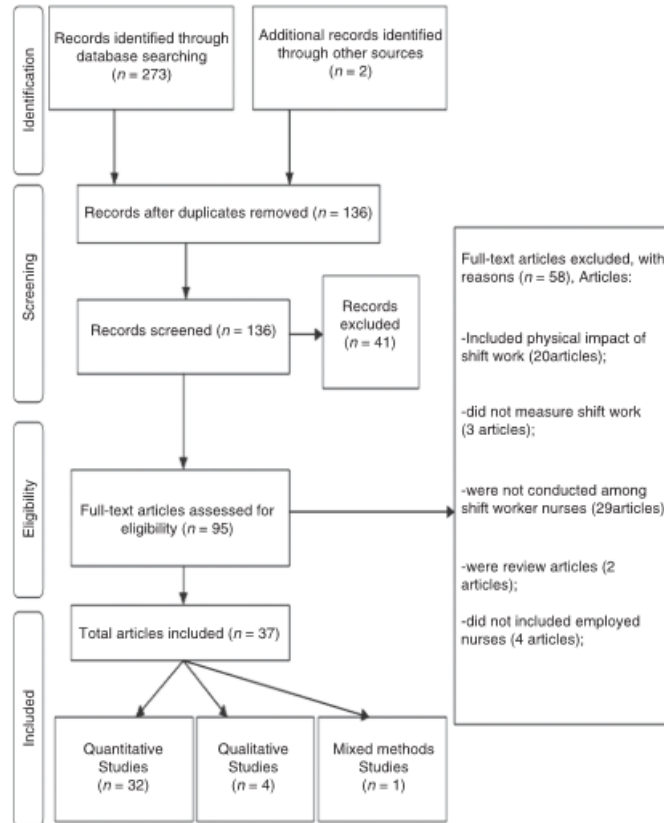 Identification
Records identified through
database searching
(n = 273)
Additional records identified
through other sources
(n = 2)
Screening
Records after duplicates removed (n = 136)
Records screened (n = 136)
Records
excluded
(n = 41)
Eligibility
Full-text articles assessed for
eligibility (n = 95)
Full-text articles excluded, with
reasons (n = 58), Articles:
-Included physical impact of
shift work (20articles);
-did not measure shift work
(3 articles);
-were not conducted among
shift worker nurses (29articles)
-were review articles (2
articles);
-did not included employed
nurses (4 articles);
Included
Total articles included (n = 37)
Quantitative
Studies
(n = 32)
Qualitative
Studies
(n = 4)
Mixed methods
Studies
(n = 1)